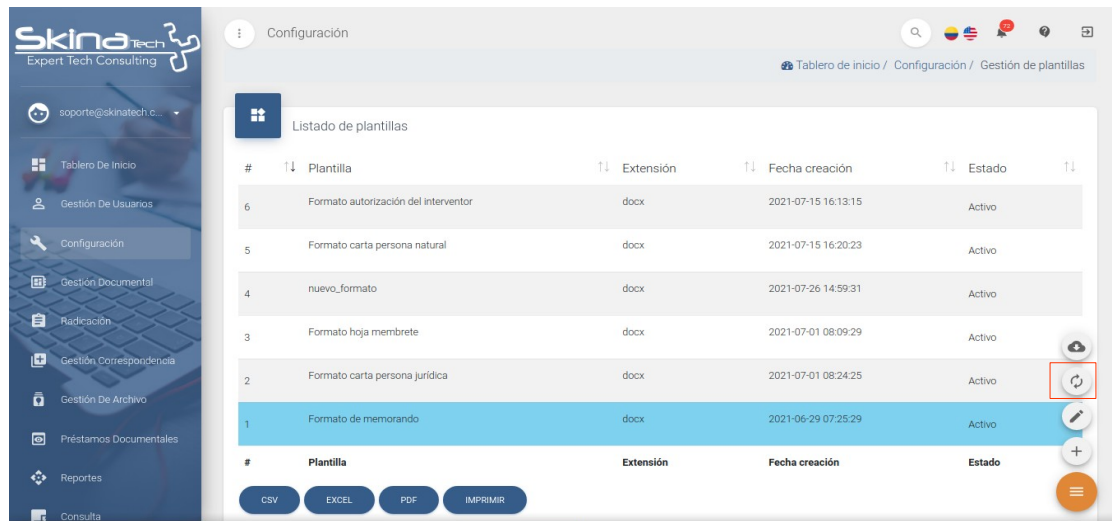 Skina Tech
Expert Tech Consulting
Configuración
72
Tablero de inicio / Configuración / Gestión de plantillas
soporte@skinatech.c...
Listado de plantillas
Tablero De Inicio
Gestión De Usuarios
Configuración
Gestión Documental
Radicación
Gestión Correspondencia
Gestión De Archivo
Préstamos Documentales
Reportes
Consulta
# Plantilla Extensión Fecha creación Estado
6 Formato autorización del interventor docx 2021-07-15 16:13:15 Activo
5 Formato carta persona natural docx 2021-07-15 16:20:23 Activo
4 nuevo_formato docx 2021-07-26 14:59:31 Activo
3 Formato hoja membrete docx 2021-07-01 08:09:29 Activo
2 Formato carta persona jurídica docx 2021-07-01 08:24:25 Activo
1 Formato de memorando docx 2021-06-29 07:25:29 Activo
# Plantilla Extensión Fecha creación Estado
CSV EXCEL PDF IMPRIMIR